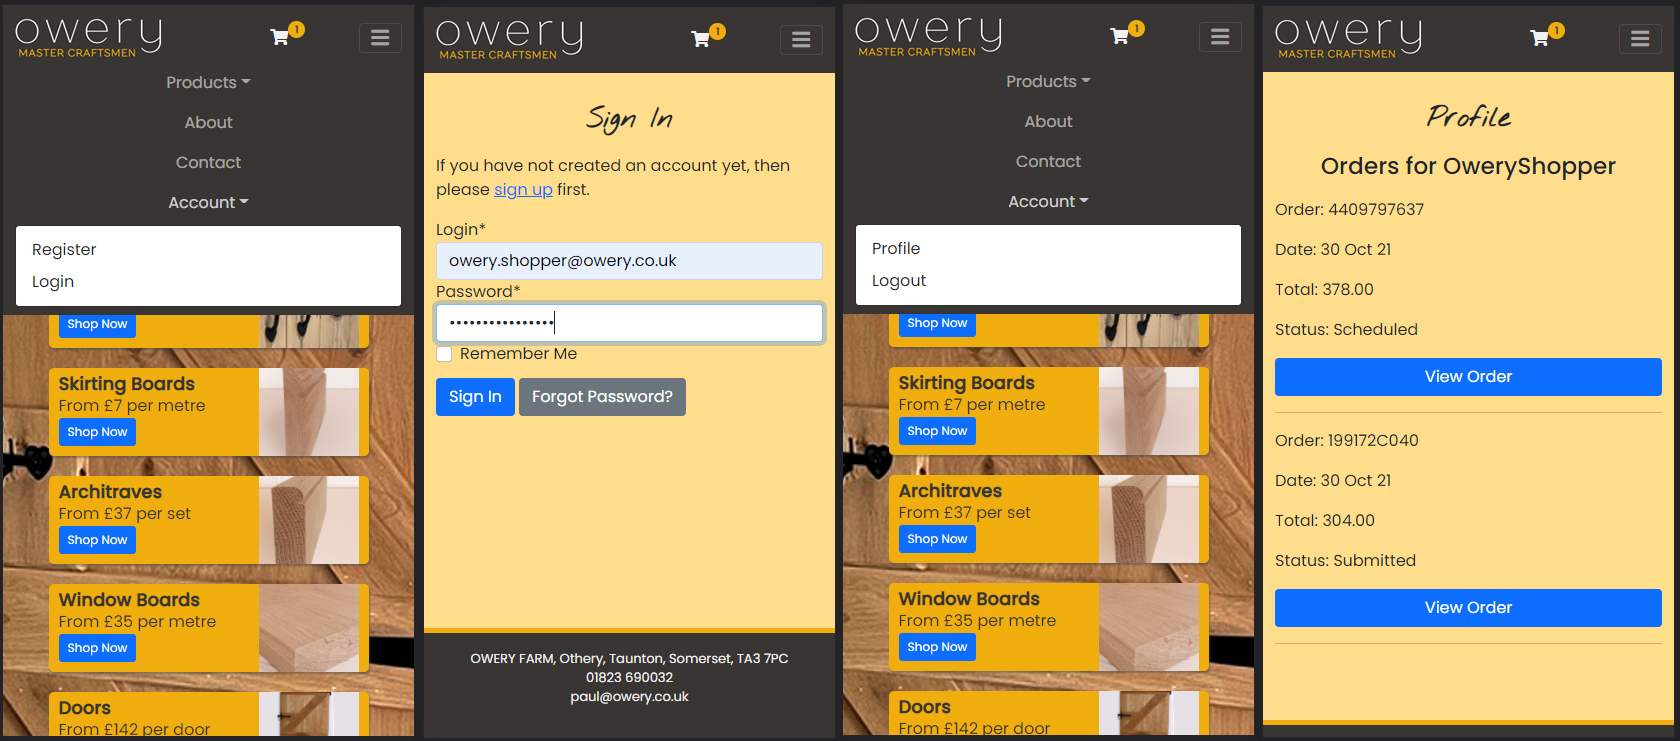 owery
MASTER CRAFTSMEN
1
Products
About
Contact
Account
Register
Login
Shop Now
Skirting Boards
From £7 per metre
Shop Now
Architraves
From £37 per set
Shop Now
Window Boards
From £35 per metre
Shop Now
Doors
From £142 per door
owery
MASTER CRAFTSMEN
1
Sign In
If you have not created an account yet, then
please sign up first.
Login*
owery.shopper@owery.co.uk
Password*
••••••••••••••••
Remember Me
Sign In
Forgot Password?
OWERY FARM, Othery, Taunton, Somerset, TA3 7PC
01823 690032
paul@owery.co.uk
owery
MASTER CRAFTSMEN
1
Products
About
Contact
Account
Profile
Logout
Shop Now
Skirting Boards
From £7 per metre
Shop Now
Architraves
From £37 per set
Shop Now
Window Boards
From £35 per metre
Shop Now
Doors
From £142 per door
owery
MASTER CRAFTSMEN
1
Profile
Orders for OweryShopper
Order: 4409797637
Date: 30 Oct 21
Total: 378.00
Status: Scheduled
View Order
Order: 199172C040
Date: 30 Oct 21
Total: 304.00
Status: Submitted
View Order